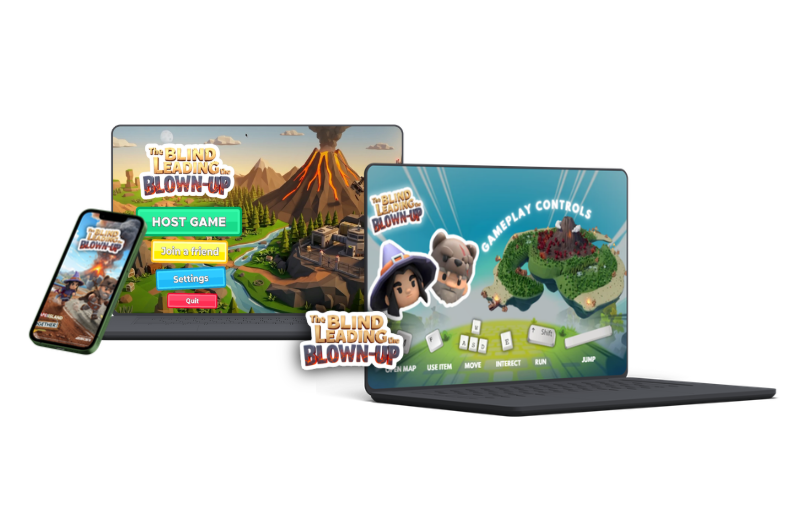 The BLIND
LEADING the
BLOWN-UP
HOST GAME
Join a friend
Settings
Quit
The BLIND
LEADING the
BLOWN-UP
The BLIND
LEADING the
BLOWN-UP
GAMEPLAY CONTROLS
F
W
A S D
E
↑ Shift
OPEN MAP
USE ITEM
MOVE
INTERACT
RUN
JUMP
The BLIND
LEADING the
BLOWN-UP